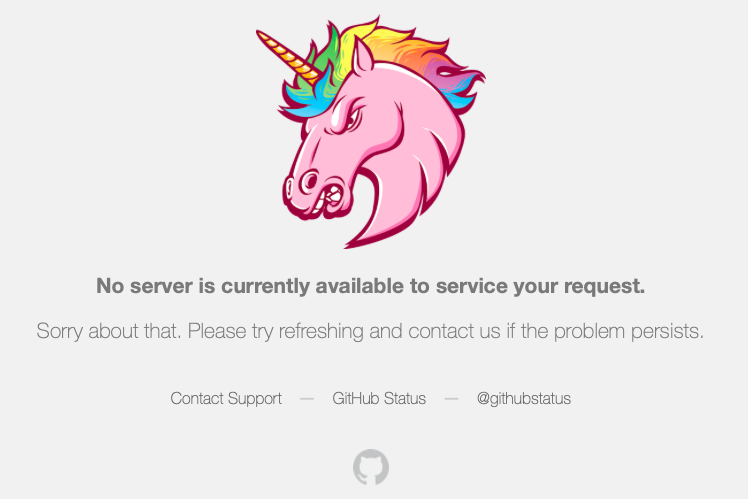 No server is currently available to service your request.
Sorry about that. Please try refreshing and contact us if the problem persists.
Contact Support — GitHub Status — @githubstatus